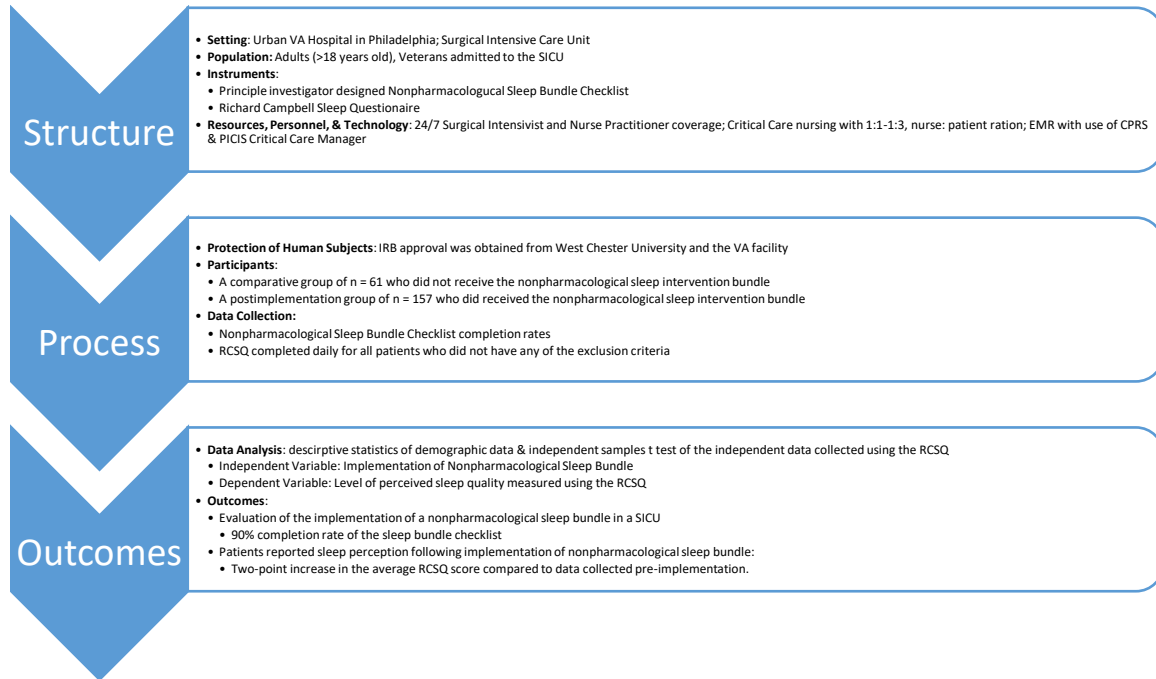 Structure
• Setting: Urban VA Hospital in Philadelphia; Surgical Intensive Care Unit
• Population: Adults (>18 years old), Veterans admitted to the SICU
• Instruments:
• Principle investigator designed Nonpharmacologucal Sleep Bundle Checklist
• Richard Campbell Sleep Questionaire
• Resources, Personnel, & Technology: 24/7 Surgical Intensivist and Nurse Practitioner coverage; Critical Care nursing with 1:1-1:3, nurse: patient ration; EMR with use of CPRS
& PICIS Critical Care Manager
Process
• Protection of Human Subjects: IRB approval was obtained from West Chester University and the VA facility
• Participants:
• A comparative group of n = 61 who did not receive the nonpharmacological sleep intervention bundle
• A postimplementation group of n = 157 who did received the nonpharmacological sleep intervention bundle
• Data Collection:
• Nonpharmacological Sleep Bundle Checklist completion rates
• RCSQ completed daily for all patients who did not have any of the exclusion criteria
Outcomes
• Data Analysis: descirptive statistics of demographic data & independent samples t test of the independent data collected using the RCSQ
• Independent Variable: Implementation of Nonpharmacological Sleep Bundle
• Dependent Variable: Level of perceived sleep quality measured using the RCSQ
• Outcomes:
• Evaluation of the implementation of a nonpharmacological sleep bundle in a SICU
• 90% completion rate of the sleep bundle checklist
• Patients reported sleep perception following implementation of nonpharmacological sleep bundle:
• Two-point increase in the average RCSQ score compared to data collected pre-implementation.